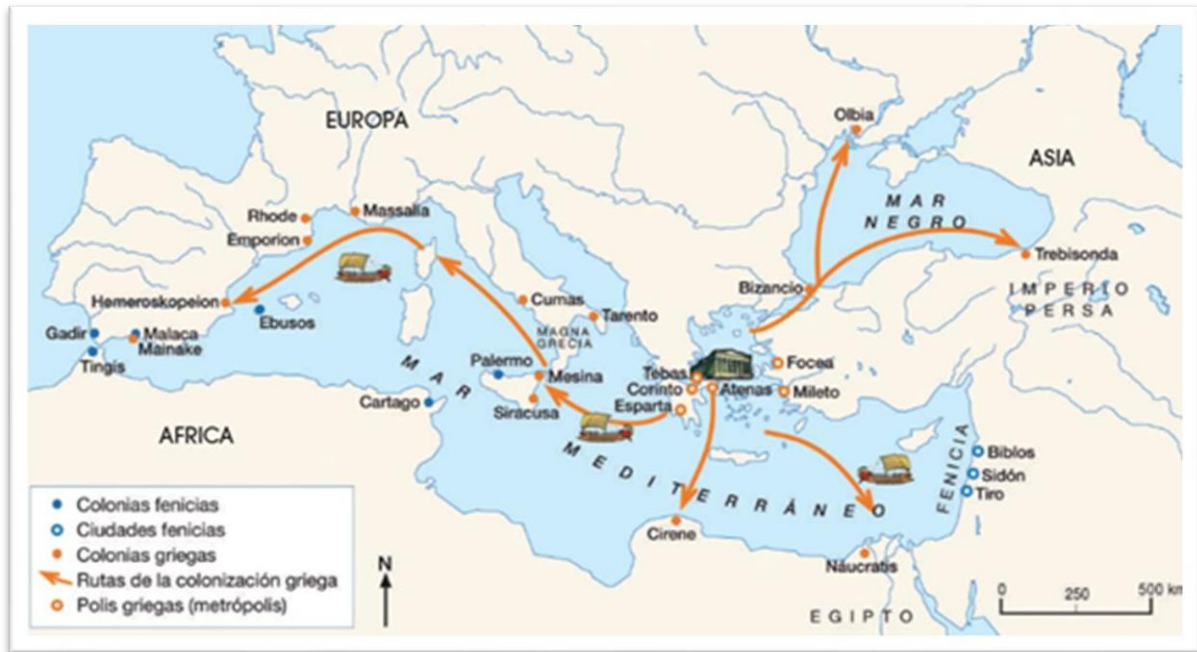 EUROPA
Olbia
ASIA
MAR
NEGRO
Rhode
Massalia
Emporion
Trebisonda
Bizancio
IMPERIO
PERSA
Hemeroskopeion
Ebusos
Cumas
Tarento
MAGNA
GRECIA
Gadir
Malaca
Mainake
Tingis
Palermo
Mesina
Siracusa
Tebas
Corinto
Atenas
Esparta
Focea
Mileto
Cartago
AFRICA
MAR
MEDITERRÁNEO
FENICIA
Biblos
Sidón
Tiro
Cirene
Náucratis
EGIPTO
Colonias fenicias
Ciudades fenicias
Colonias griegas
Rutas de la colonización griega
Polis griegas (metrópolis)
N
0 250 500 km